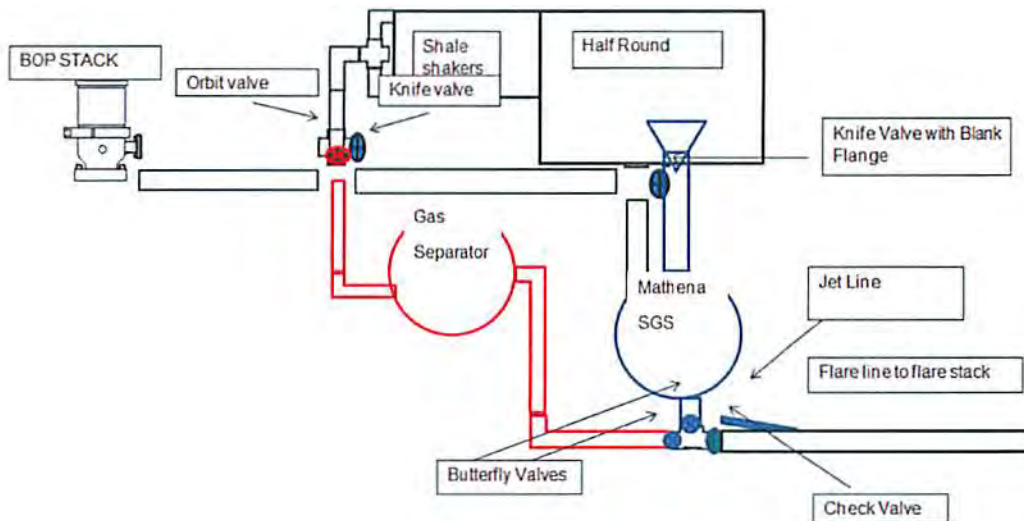 BOP STACK
Orbit valve
Shale
shakers
Knife valve
Half Round
Knife Valve with Blank
Flange
Gas
Separator
Mathena
SGS
Jet Line
Flare line to flare stack
Butterfly Valves
Check Valve